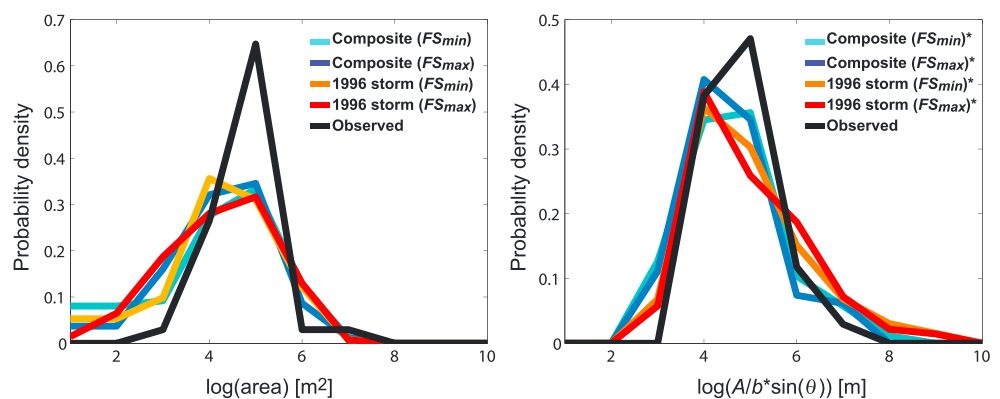 0.7
0.6
0.5
0.4
0.3
0.2
0.1
0
2
4
6
8
10
Probability density
log(area) [m2]
Composite (FSmin)
Composite (FSmax)
1996 storm (FSmin)
1996 storm (FSmax)
Observed
0.5
0.4
0.3
0.2
0.1
0
2
4
6
8
10
Probability density
log(A/b*sin(θ)) [m]
Composite (FSmin)*
Composite (FSmax)*
1996 storm (FSmin)*
1996 storm (FSmax)*
Observed